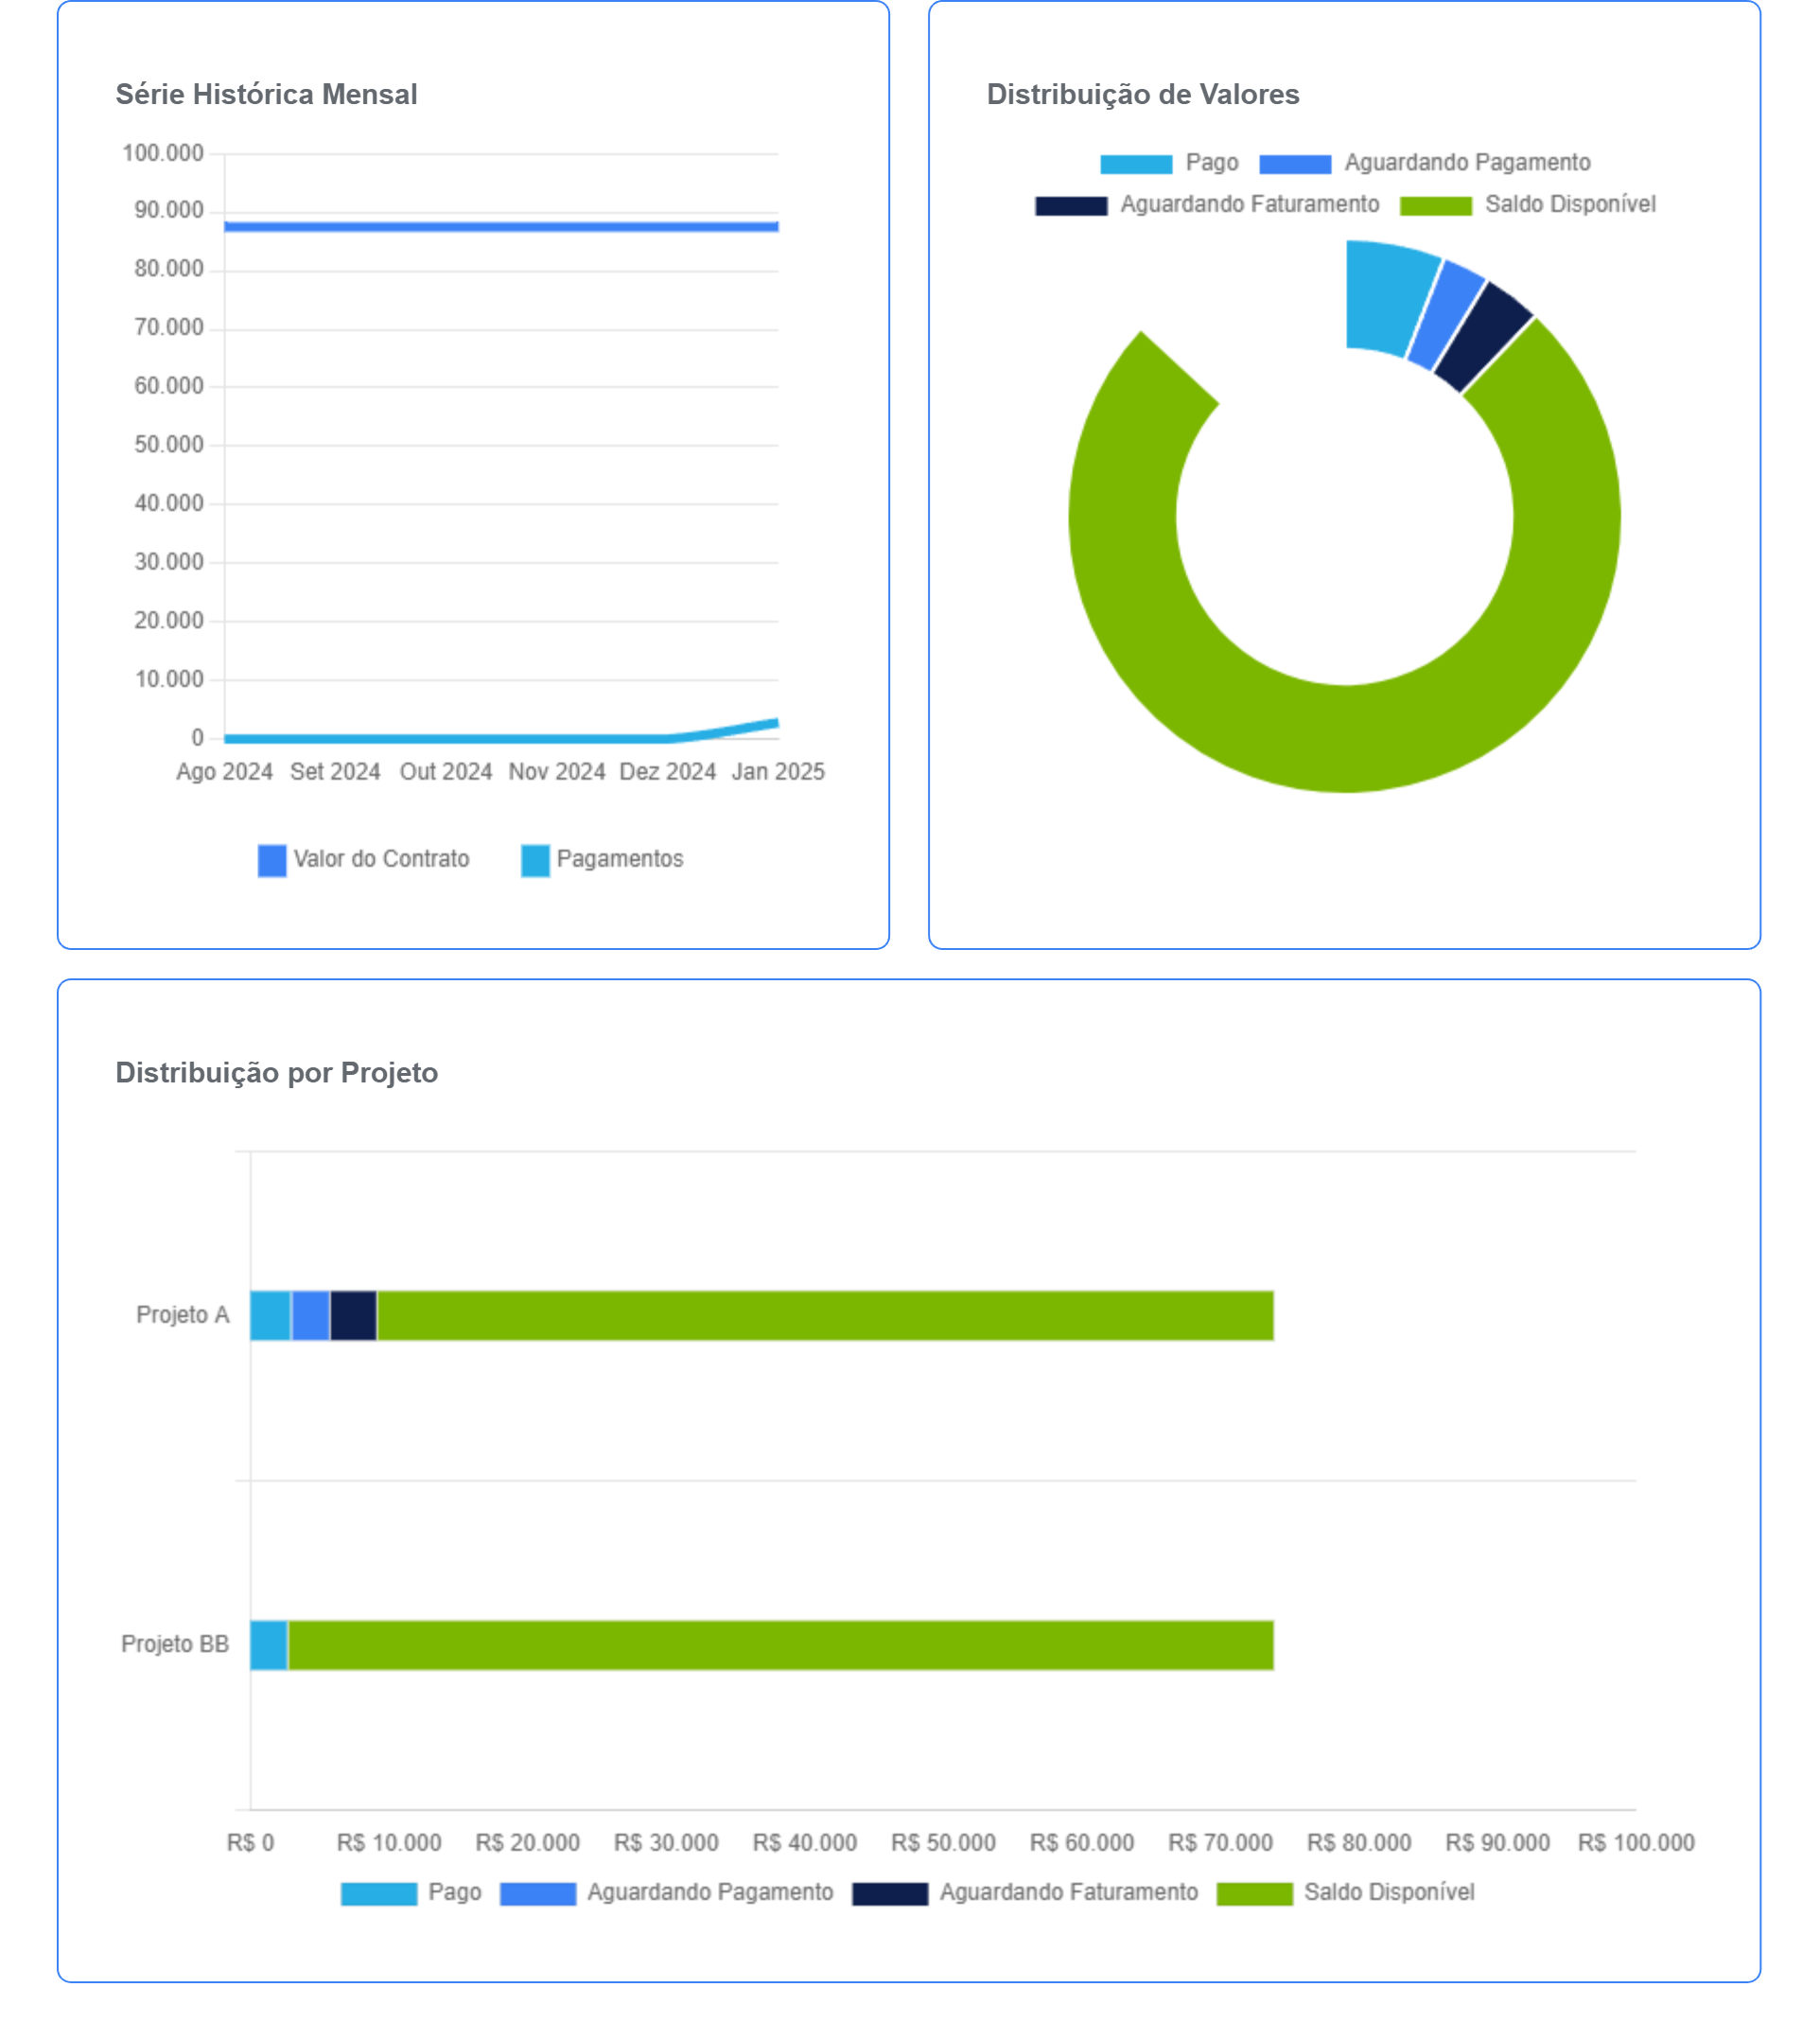 Série Histórica Mensal
100.000
90.000
80.000
70.000
60.000
50.000
40.000
30.000
20.000
10.000
0
Ago 2024 Set 2024 Out 2024 Nov 2024 Dez 2024 Jan 2025
Valor do Contrato Pagamentos
Distribuição de Valores
Pago Aguardando Pagamento
Aguardando Faturamento Saldo Disponível
Distribuição por Projeto
Projeto A
Projeto BB
R$ 0 R$ 10.000 R$ 20.000 R$ 30.000 R$ 40.000 R$ 50.000 R$ 60.000 R$ 70.000 R$ 80.000 R$ 90.000 R$ 100.000
Pago Aguardando Pagamento Aguardando Faturamento Saldo Disponível